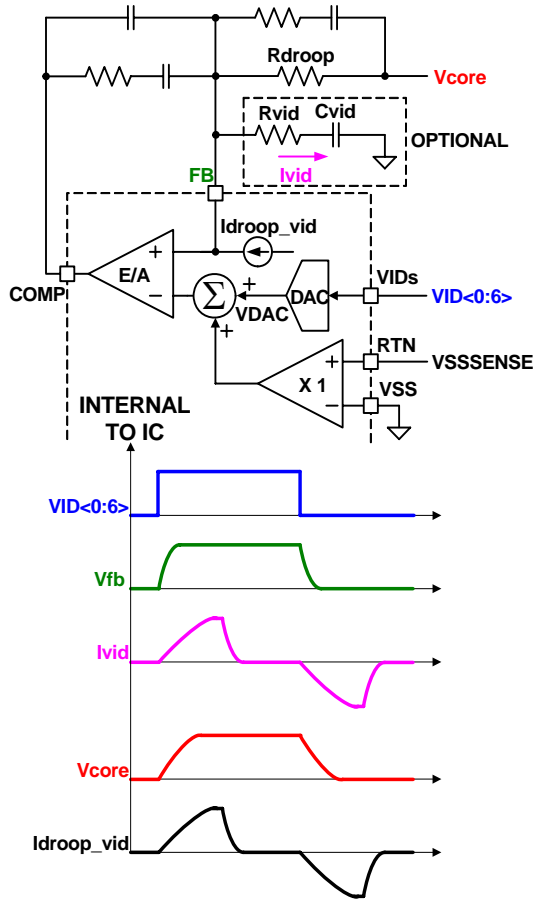 Rdroop
Vcore
Rvid
Cvid
OPTIONAL
Ivid
FB
Idroop_vid
+
E/A
−
COMP
Σ
+
+
VDAC
DAC
VIDs
VID<0:6>
RTN
+
VSSSENSE
X 1
VSS
−
INTERNAL
TO IC
VID<0:6>
Vfb
Ivid
Vcore
Idroop_vid